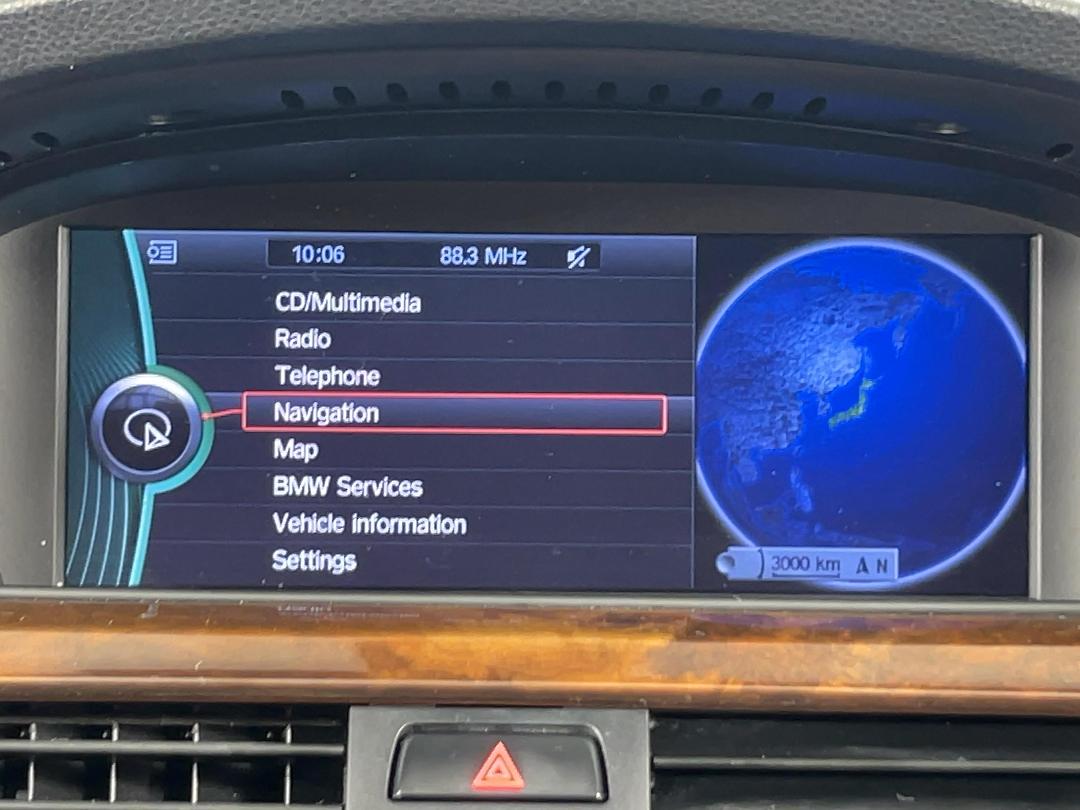 10:06 88.3 MHz
CD/Multimedia
Radio
Telephone
Navigation
Map
BMW Services
Vehicle information
Settings
3000 km N